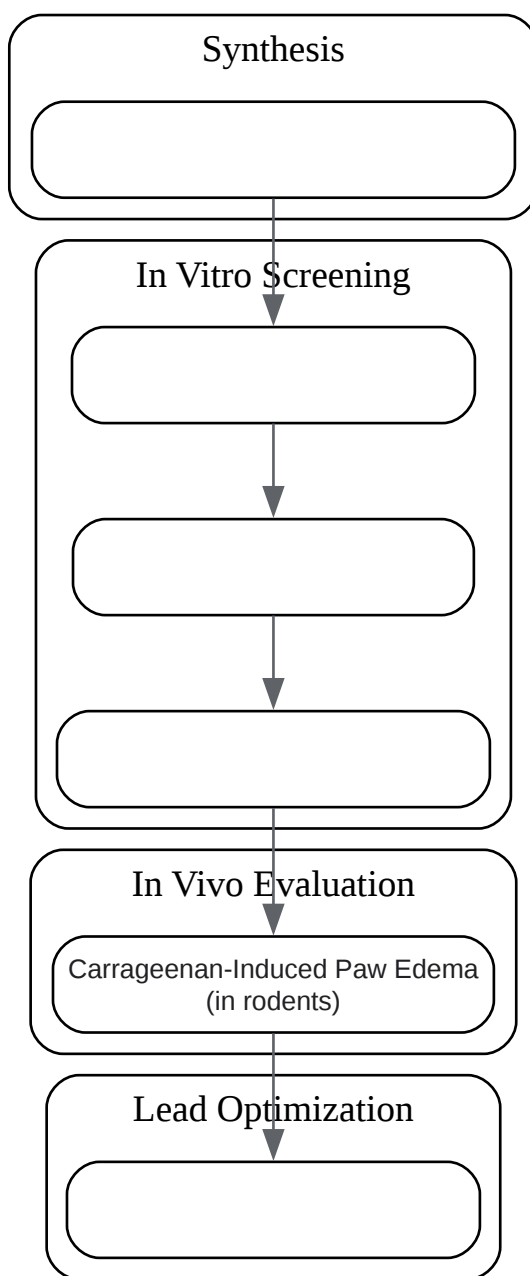 Synthesis
In Vitro Screening
In Vivo Evaluation
Carrageenan-Induced Paw Edema
(in rodents)
Lead Optimization